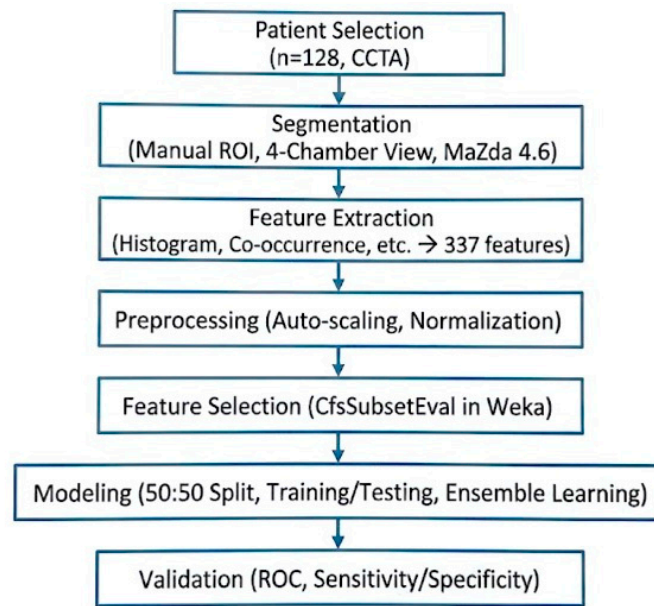 Patient Selection
(n=128, CCTA)
Segmentation
(Manual ROI, 4-Chamber View, MaZda 4.6)
Feature Extraction
(Histogram, Co-occurrence, etc. → 337 features)
Preprocessing (Auto-scaling, Normalization)
Feature Selection (CfsSubsetEval in Weka)
Modeling (50:50 Split, Training/Testing, Ensemble Learning)
Validation (ROC, Sensitivity/Specificity)